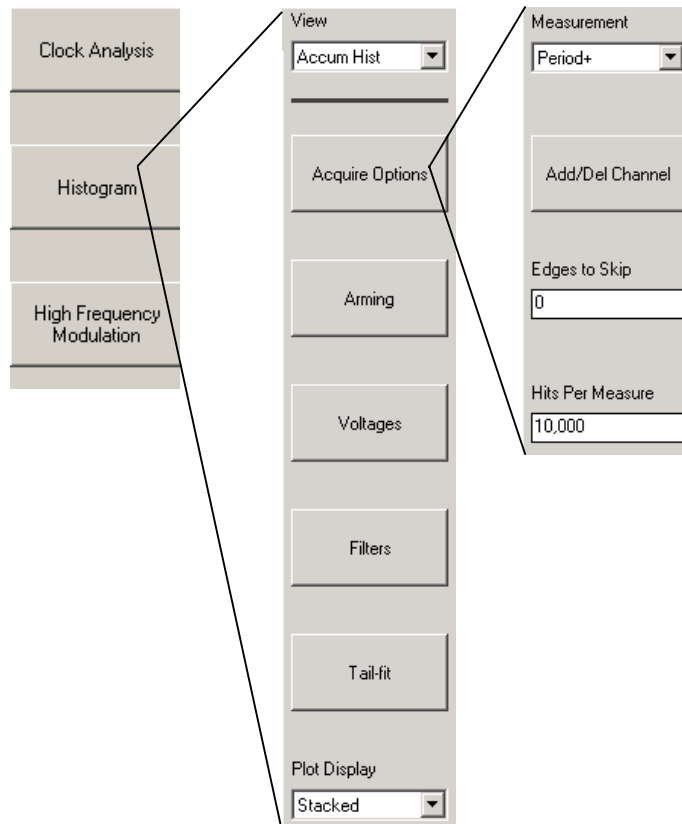 Clock Analysis
Histogram
High Frequency
Modulation
View
Accum Hist
Acquire Options
Arming
Voltages
Filters
Tail-fit
Plot Display
Stacked
Measurement
Period+
Add/Del Channel
Edges to Skip
0
Hits Per Measure
10,000